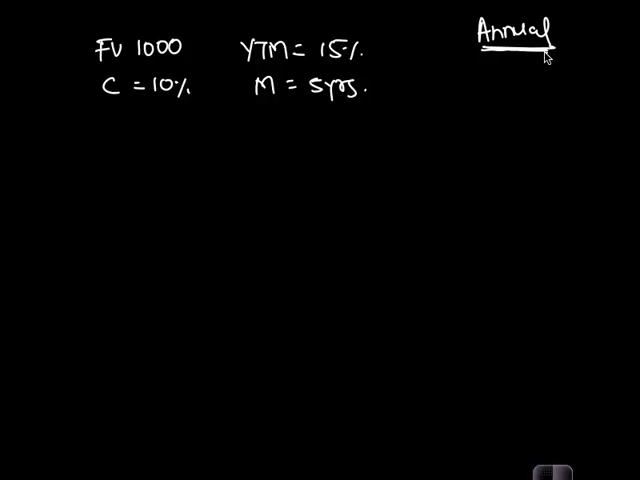 Annual
FV 1000 YTM = 15%
C = 10% M = 5yrs.